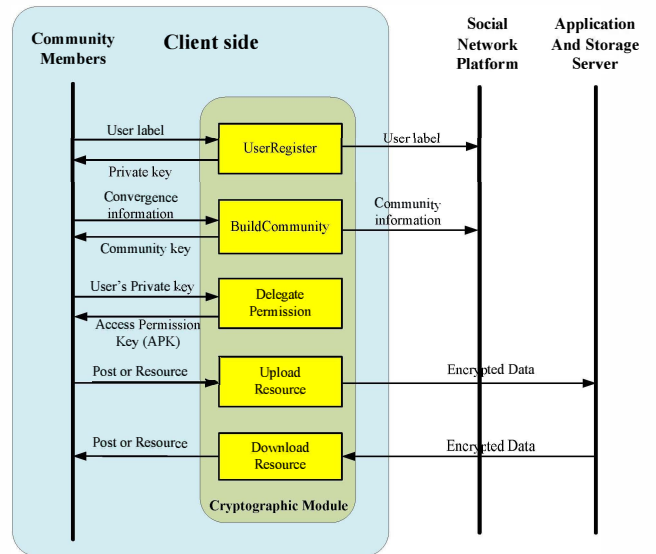 Community
Members
Client side
Social
Network
Platform
Application
And Storage
Server
User label
UserRegister
User label
Private key
Convergence
information
BuildCommunity
Community
information
Community key
User's Private key
Delegate
Permission
Access Permission
Key (APK)
Post or Resource
Upload
Resource
Encrypted Data
Post or Resource
Download
Resource
Encrypted Data
Cryptographic Module